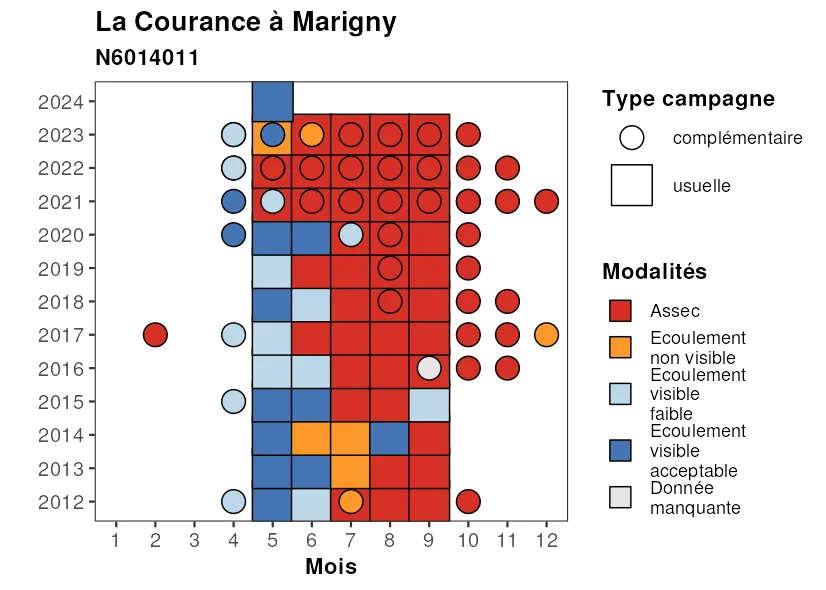 La Courance à Marigny
N6014011
2024
2023
2022
2021
2020
2019
2018
2017
2016
2015
2014
2013
2012
1 2 3 4 5 6 7 8 9 10 11 12
Mois
Type campagne
complémentaire
usuelle
Modalités
Assec
Ecoulement
non visible
Ecoulement
visible
faible
Ecoulement
visible
acceptable
Donnée
manquante